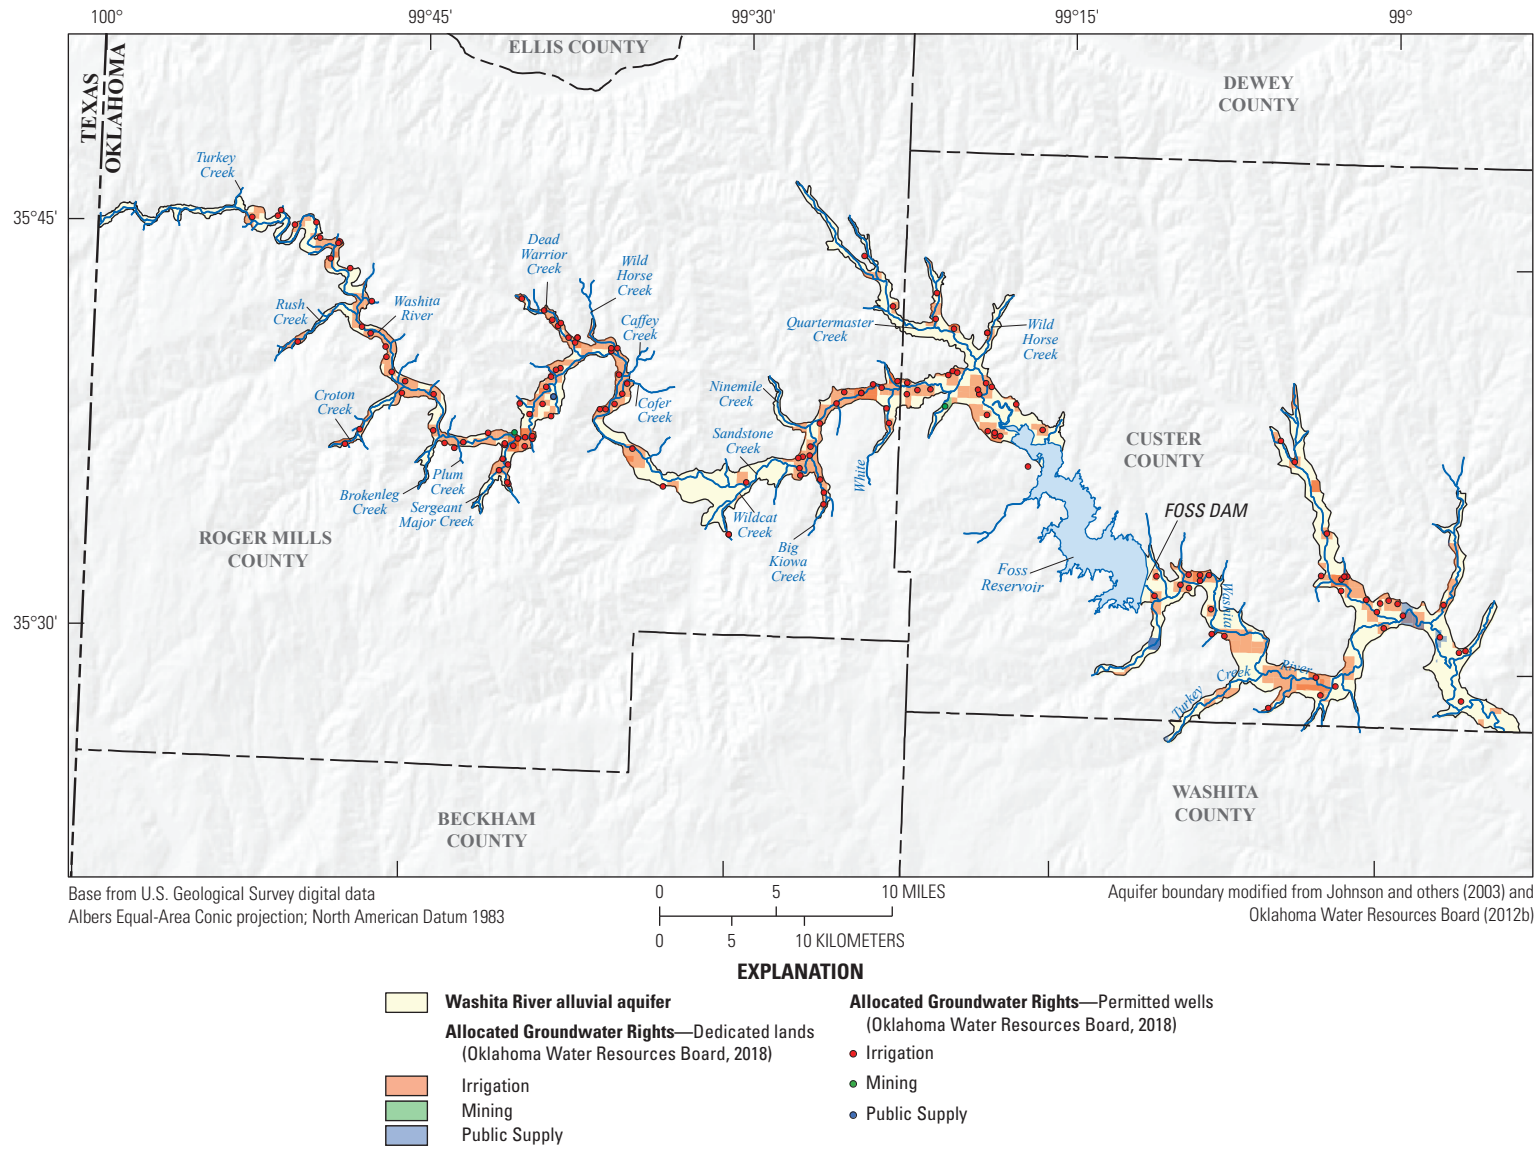 100°
99°45'
99°30'
99°15'
99°
ELLIS COUNTY
DEWEY
COUNTY
TEXAS
OKLAHOMA
Turkey
Creek
35°45'
Dead
Warrior
Creek
Wild
Horse
Creek
Rush
Creek
Washita
River
Caffey
Creek
Quartermaster
Creek
Wild
Horse
Creek
Croton
Creek
Cofer
Creek
Ninemile
Creek
Sandstone
Creek
CUSTER
COUNTY
Plum
Creek
Brokenleg
Creek
Sergeant
Major Creek
White
Wildcat
Creek
FOSS DAM
ROGER MILLS
COUNTY
Big
Kiowa
Creek
Foss
Reservoir
Washita
35°30'
River
Turkey
Creek
WASHITA
COUNTY
BECKHAM
COUNTY
Base from U.S. Geological Survey digital data
Albers Equal-Area Conic projection; North American Datum 1983
0
5
10 MILES
0
5
10 KILOMETERS
Aquifer boundary modified from Johnson and others (2003) and
Oklahoma Water Resources Board (2012b)
EXPLANATION
Washita River alluvial aquifer
Allocated Groundwater Rights—Dedicated lands
(Oklahoma Water Resources Board, 2018)
Irrigation
Mining
Public Supply
Allocated Groundwater Rights—Permitted wells
(Oklahoma Water Resources Board, 2018)
Irrigation
Mining
Public Supply